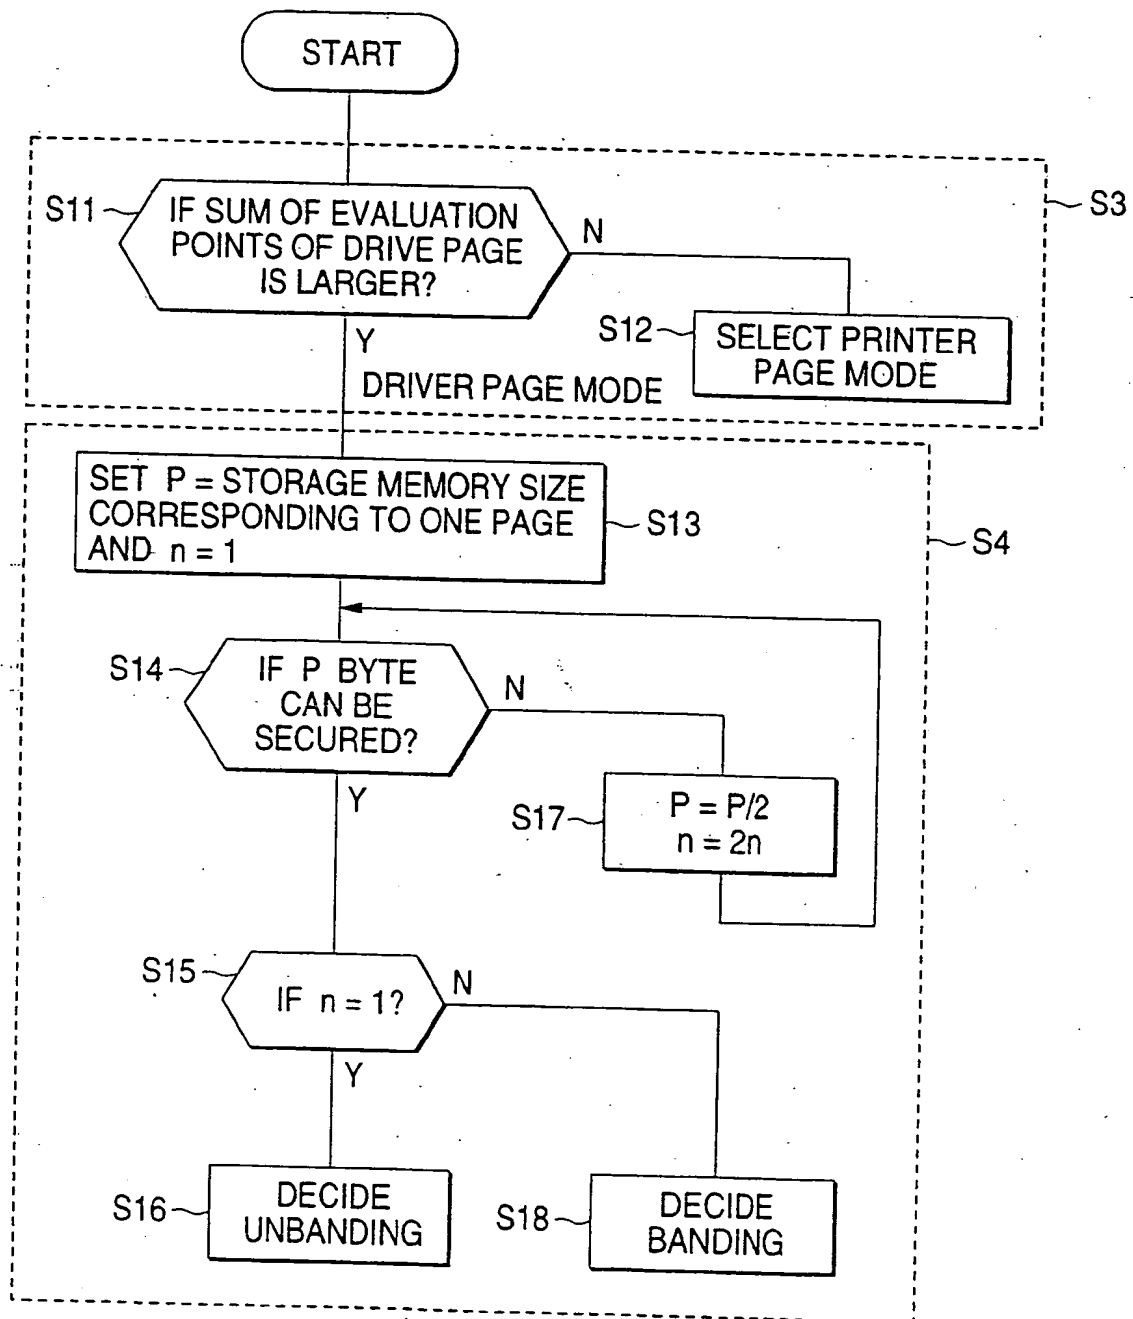 START
S11
IF SUM OF EVALUATION
POINTS OF DRIVE PAGE
IS LARGER?
N
S3
S12
SELECT PRINTER
PAGE MODE
Y
DRIVER PAGE MODE
SET P = STORAGE MEMORY SIZE
CORRESPONDING TO ONE PAGE
AND n = 1
S13
S4
S14
IF P BYTE
CAN BE
SECURED?
N
Y
S17
P = P/2
n = 2n
S15
IF n = 1?
N
Y
S16
DECIDE
UNBANDING
S18
DECIDE
BANDING